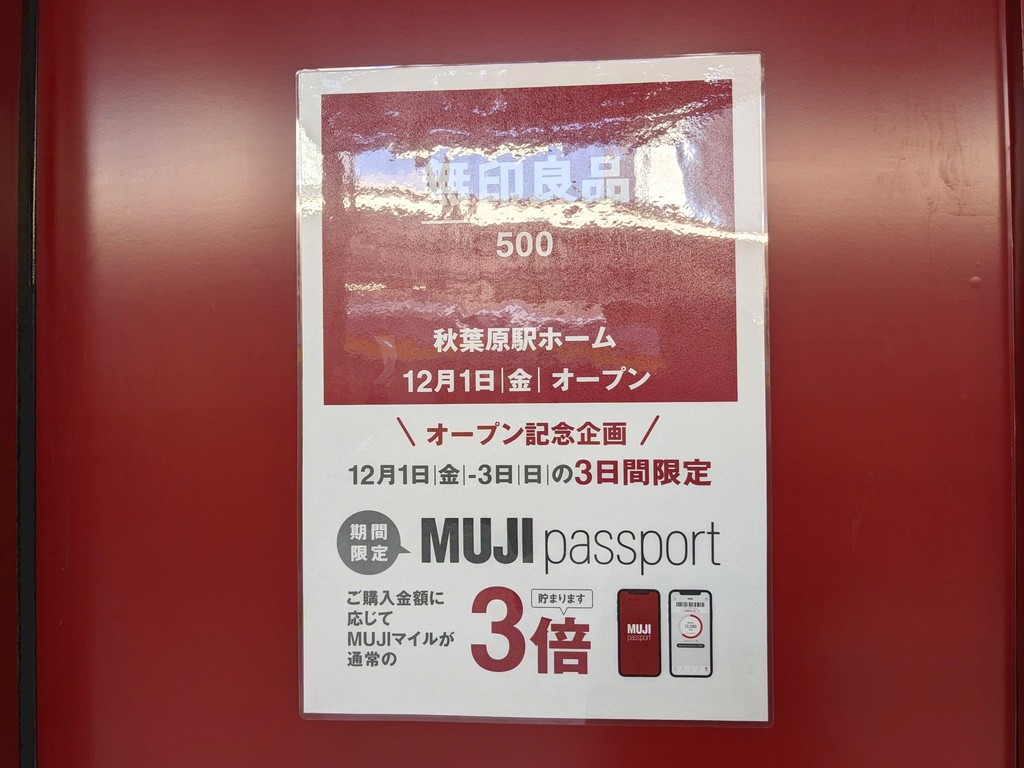 無印良品
500
秋葉原駅ホーム
12月1日|金| オープン
\ オープン記念企画 /
12月1日|金|-3日|日|の3日間限定
期間
限定
MUJI passport
ご購入金額に
応じて
MUJIマイルが
通常の
貯まります
3倍
MUJI
passport